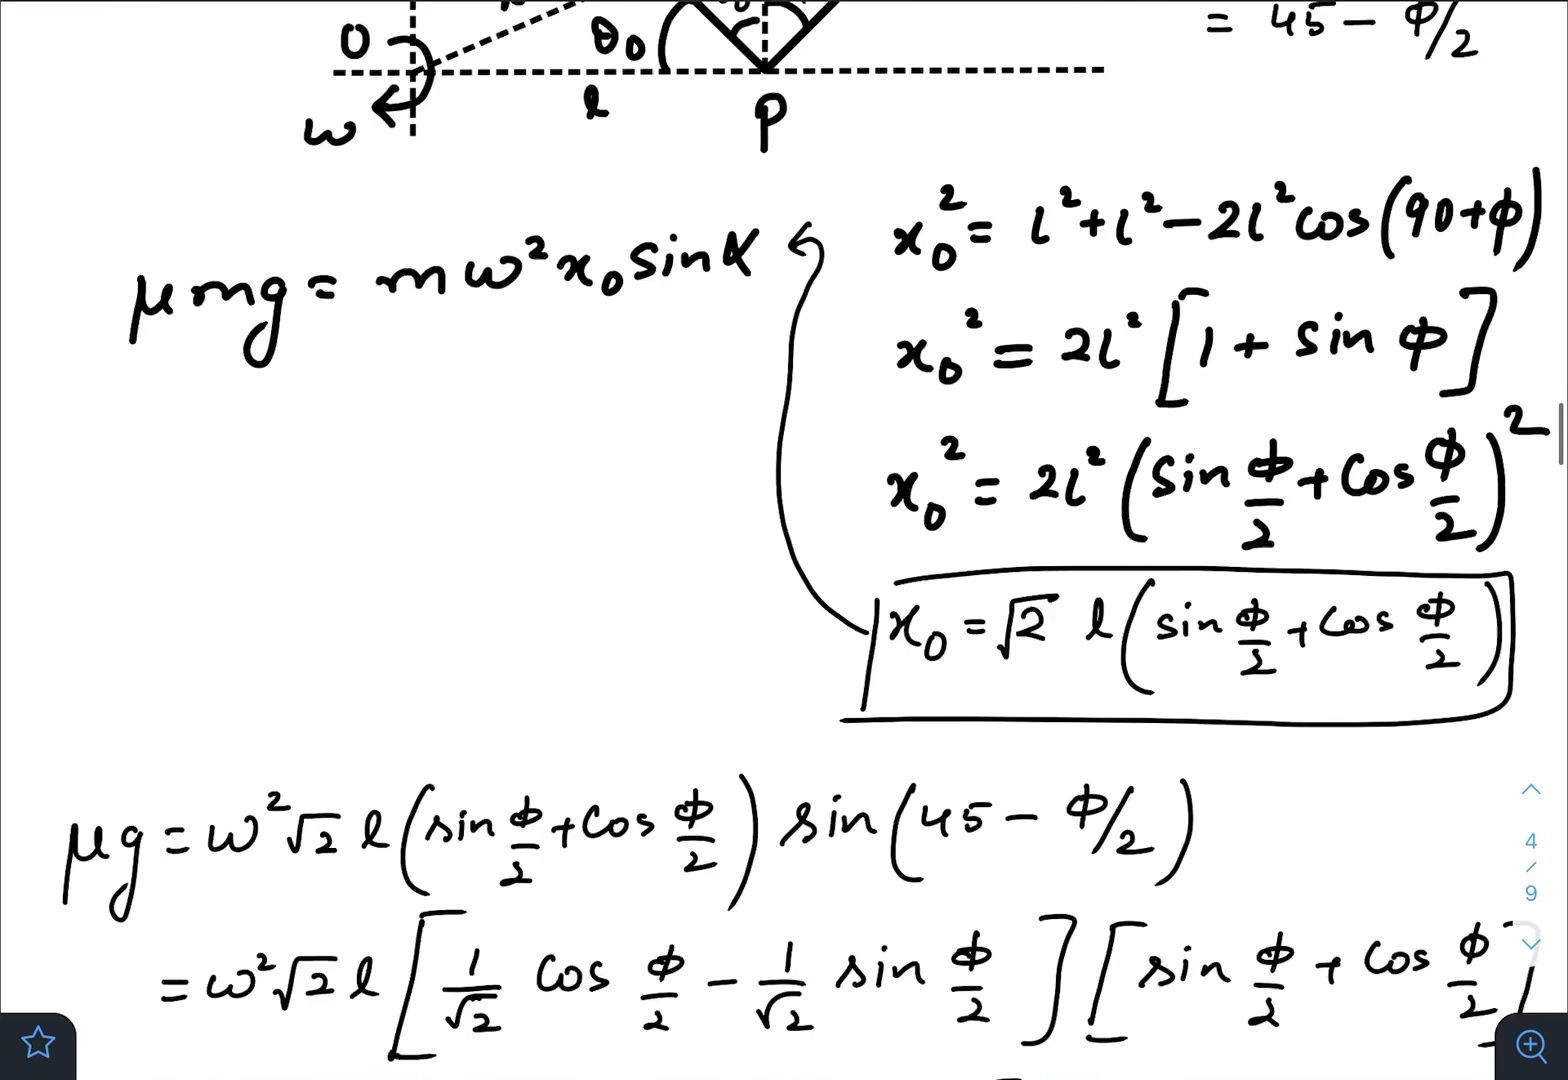 = 45 - ϕ/2
O θ₀
l
ω P
x₀² = l² + l² - 2l² cos(90+ϕ)
μmg = mω²x₀ sin α
x₀² = 2l² [1 + sin ϕ]
x₀² = 2l² (sin ϕ/2 + cos ϕ/2)²
x₀ = √2 l (sin ϕ/2 + cos ϕ/2)
μg = ω²√2 l (sin ϕ/2 + cos ϕ/2) sin(45 - ϕ/2)
= ω²√2 l [1/√2 cos ϕ/2 - 1/√2 sin ϕ/2] [sin ϕ/2 + cos ϕ/2]
4
/
9